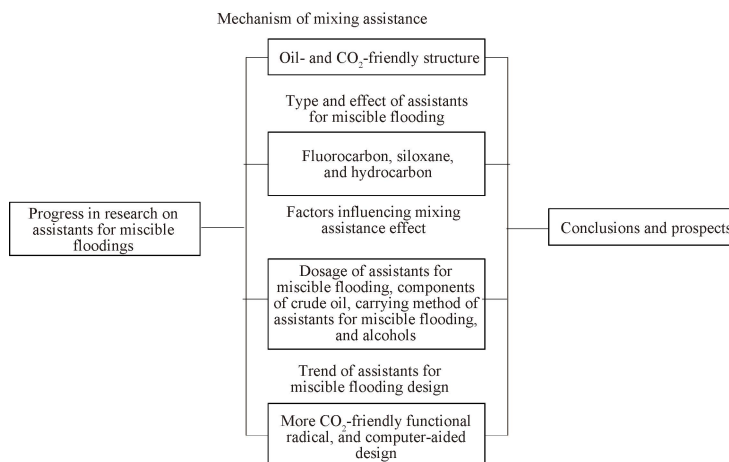 Mechanism of mixing assistance
Oil- and CO₂-friendly structure
Type and effect of assistants
for miscible flooding
Fluorocarbon, siloxane,
and hydrocarbon
Progress in research on
assistants for miscible
floodings
Factors influencing mixing
assistance effect
Conclusions and prospects
Dosage of assistants for
miscible flooding, components
of crude oil, carrying method of
assistants for miscible flooding,
and alcohols
Trend of assistants for
miscible flooding design
More CO₂-friendly functional
radical, and computer-aided
design